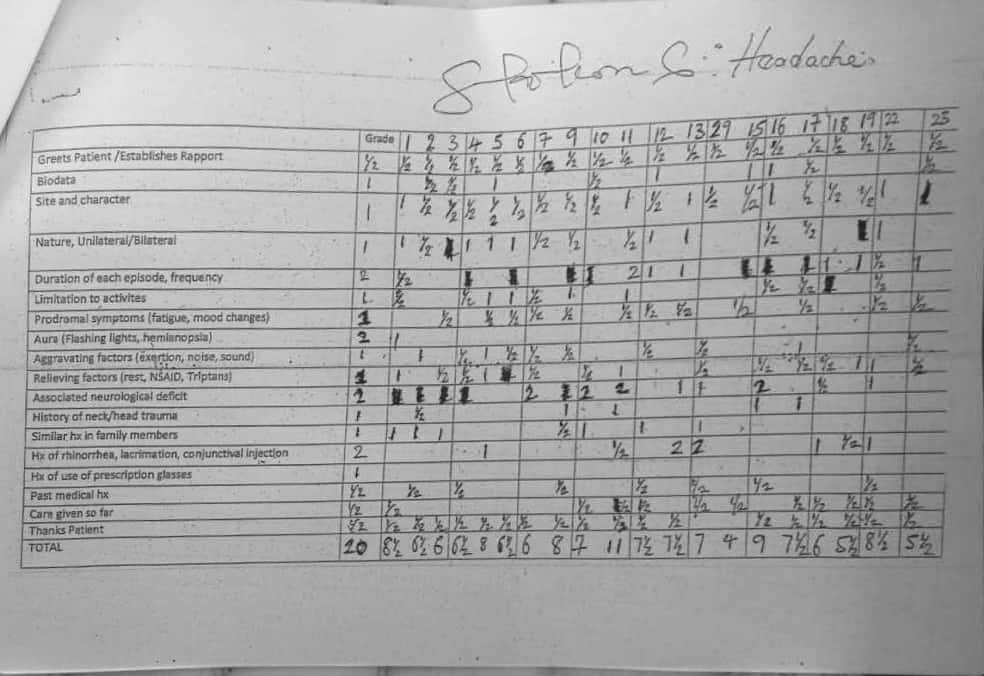 Station 6: Headache
Grade 1 2 3 4 5 6 7 9 10 11 12 13 29 15 16 17 18 19 22 23
Greets Patient /Establishes Rapport ½ ½ ½ ½ ½ ½ ½ ½ ½ ½ ½ ½ ½ ½ ½ ½ ½ ½ ½ ½
Biodata 1 ½ ½ 1 ½ 1 1 1 ½ ½
Site and character 1 1 ½ ½ ½ ½ ½ ½ ½ ½ 1 ½ 1 ½ ½ 1 ½ ½ ½ 1 1
Nature, Unilateral/Bilateral 1 1 ½ 1 1 1 1 ½ ½ ½ 1 1 ½ ½ 1 1
Duration of each episode, frequency 2 ½ 1 1 1 1 2 1 1 1 1 1 1 1 ½ 1
Limitation to activites 1 ½ ½ 1 1 ½ 1 1 ½ ½ ½
Prodromal symptoms (fatigue, mood changes) 1 ½ ½ ½ ½ ½ ½ ½ ½ ½ ½ ½ ½
Aura (Flashing lights, hemianopsia) 2 1
Aggravating factors (exertion, noise, sound) 1 1 ½ 1 ½ ½ ½ ½ ½ 1 ½
Relieving factors (rest, NSAID, Triptans) 1 1 ½ ½ 1 ½ ½ 1 ½ ½ ½ ½ 1 1 ½
Associated neurological deficit 2 2 2 2 1 1 2 ½ 1
History of neck/head trauma 1 ½ 1 1 1 1
Similar hx in family members 1 1 1 1 ½ 1 1 1
Hx of rhinorrhea, lacrimation, conjunctival injection 2 1 ½ 2 2 1 ½ 1
Hx of use of prescription glasses 1
Past medical hx ½ ½ ½ ½ ½ ½ ½ ½
Care given so far ½ ½ ½ ½ ½ ½ ½ ½ ½ ½ ½ ½
Thanks Patient ½ ½ ½ ½ ½ ½ ½ ½ ½ ½ ½ ½ ½ ½ ½ ½ ½ ½ ½
TOTAL 20 8½ 6½ 6 6½ 8 6½ 6 8 7 11 7½ 7½ 7 4 9 7½ 6 5½ 8½ 5½